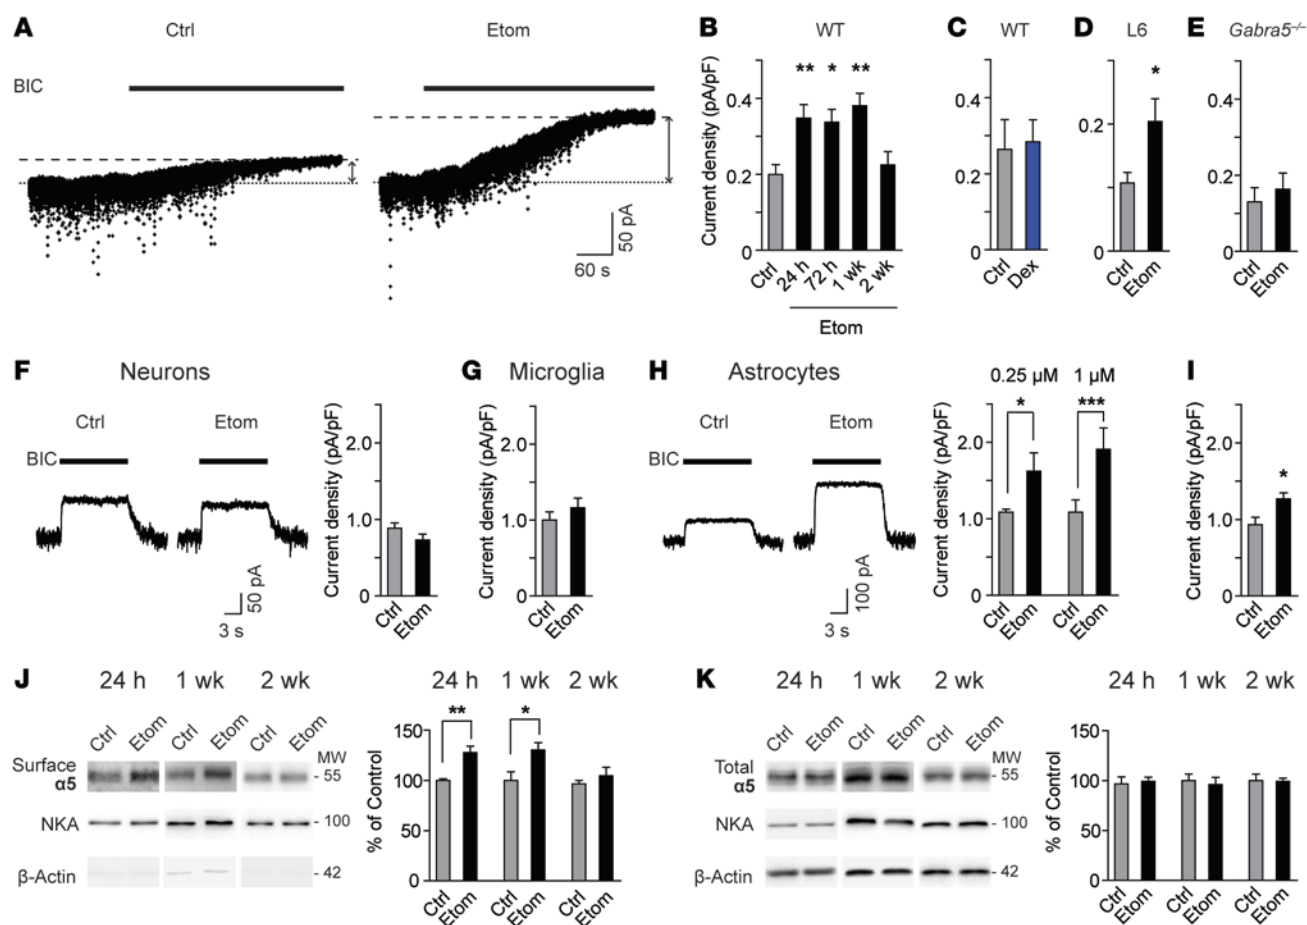 A
Ctrl
Etom
BIC
50 pA
60 s
B
WT
Current density (pA/pF)
0.4
0.2
0
** * **
Ctrl
24 h
72 h
1 wk
2 wk
Etom
C
WT
0.4
0.2
0
Ctrl
Dex
D
L6
*
0.2
0
Ctrl
Etom
E
Gabra5–/–
0.4
0.2
0
Ctrl
Etom
F
Neurons
Ctrl
Etom
BIC
50 pA
3 s
Current density (pA/pF)
2.0
1.0
0
Ctrl
Etom
G
Microglia
Current density (pA/pF)
2.0
1.0
0
Ctrl
Etom
H
Astrocytes
Ctrl
Etom
BIC
100 pA
3 s
0.25 µM
1 µM
*
***
Current density (pA/pF)
2.0
1.0
0
Ctrl
Etom
Ctrl
Etom
I
Current density (pA/pF)
2.0
1.0
0
*
Ctrl
Etom
J
24 h 1 wk 2 wk
Ctrl Etom Ctrl Etom Ctrl Etom
MW
Surface
α5
- 55
NKA
- 100
β-Actin
- 42
24 h 1 wk 2 wk
** *
% of Control
150
100
50
0
Ctrl Etom Ctrl Etom Ctrl Etom
K
24 h 1 wk 2 wk
Ctrl Etom Ctrl Etom Ctrl Etom
MW
Total
α5
- 55
NKA
- 100
β-Actin
- 42
24 h 1 wk 2 wk
% of Control
150
100
50
0
Ctrl Etom Ctrl Etom Ctrl Etom